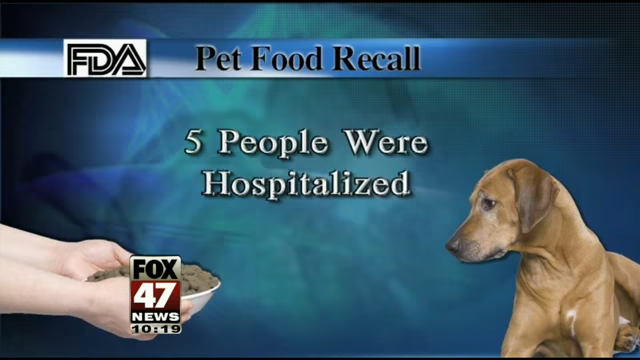 FDA
Pet Food Recall
5 People Were
Hospitalized
FOX
47
NEWS
10:19